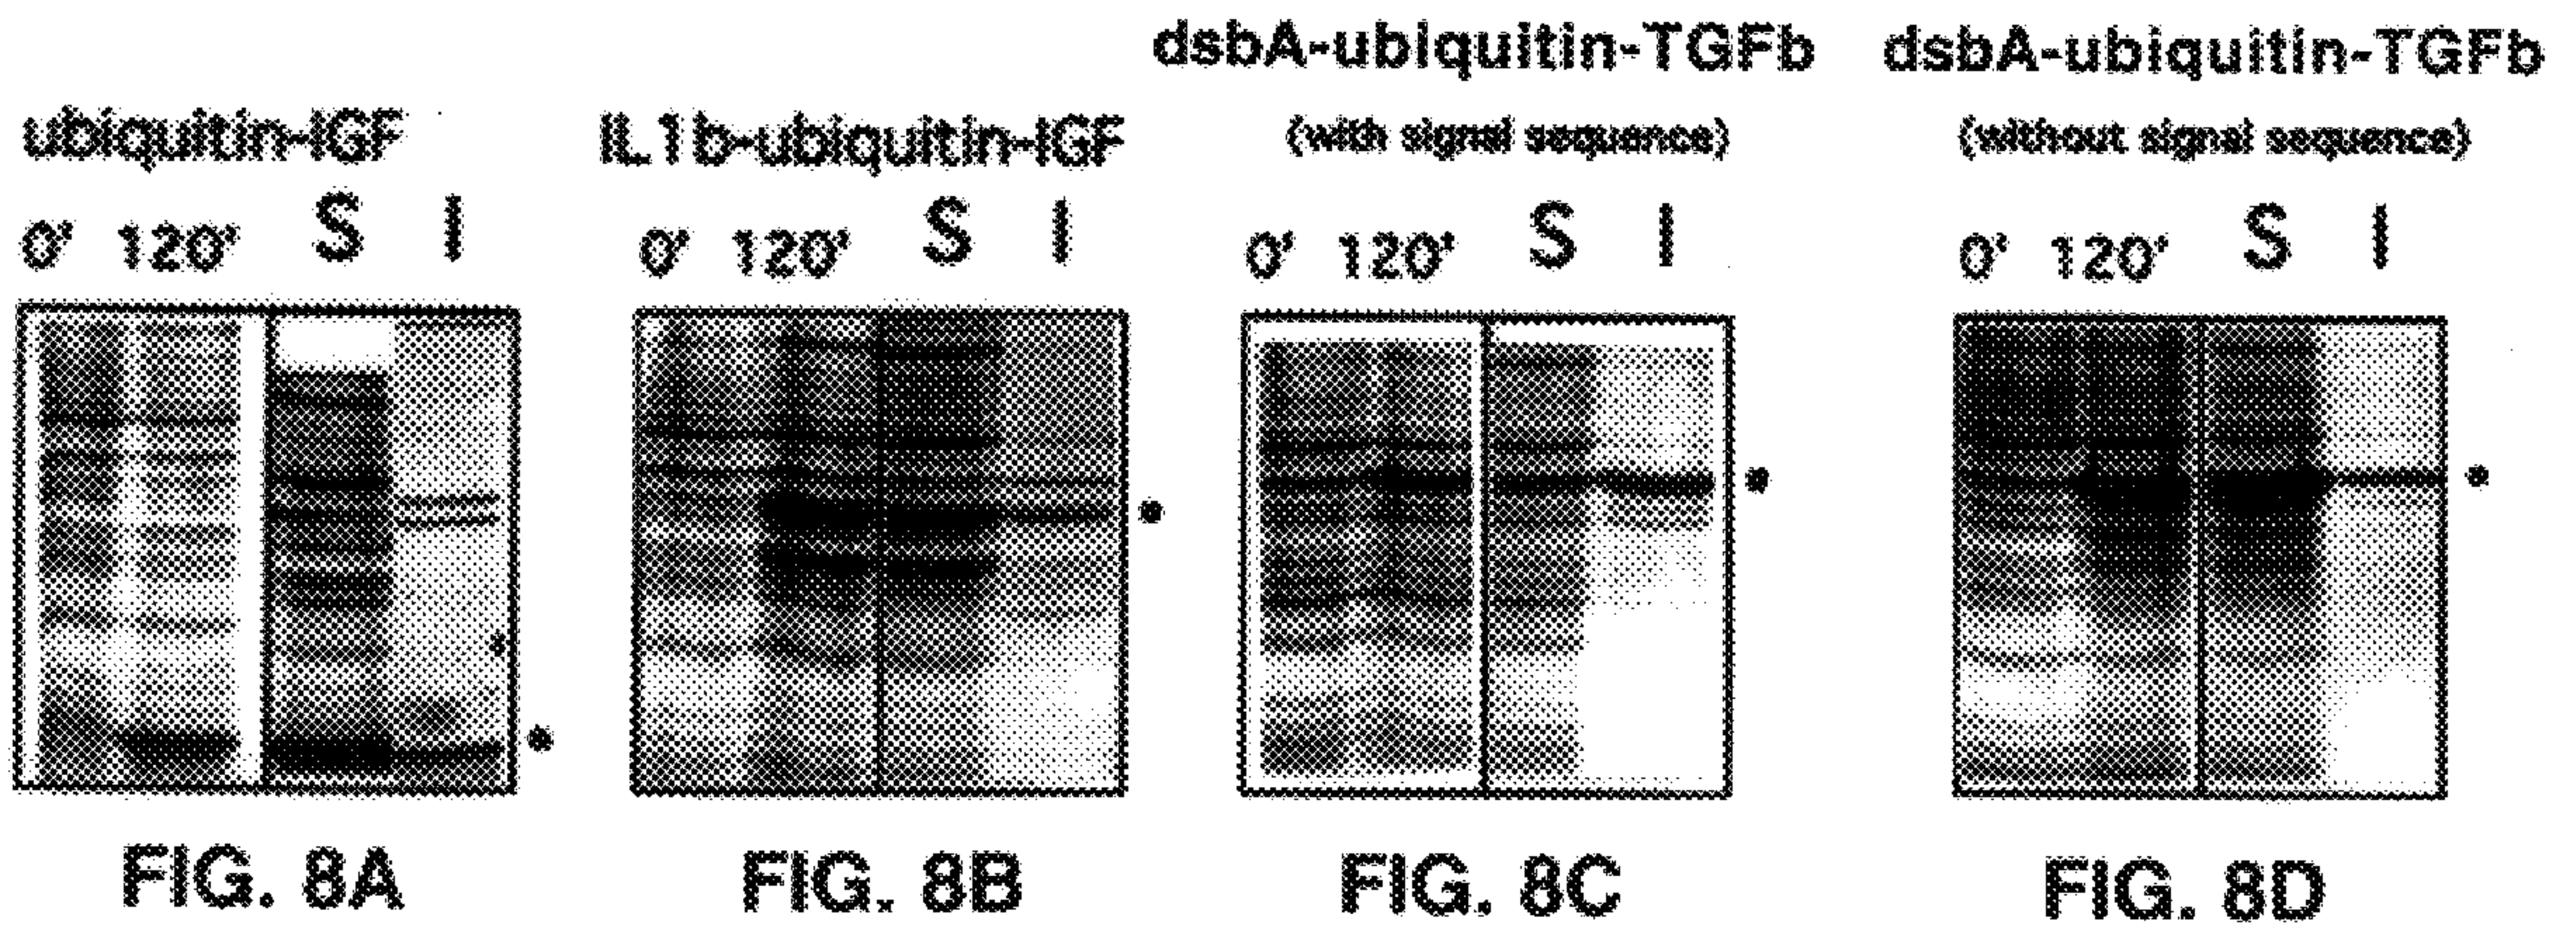 ubiquitin-IGF
0' 120' S I
FIG. 8A
IL1b-ubiquitin-IGF
0' 120' S I
FIG. 8B
dsbA-ubiquitin-TGFb
(with signal sequence)
0' 120' S I
FIG. 8C
dsbA-ubiquitin-TGFb
(without signal sequence)
0' 120' S I
FIG. 8D